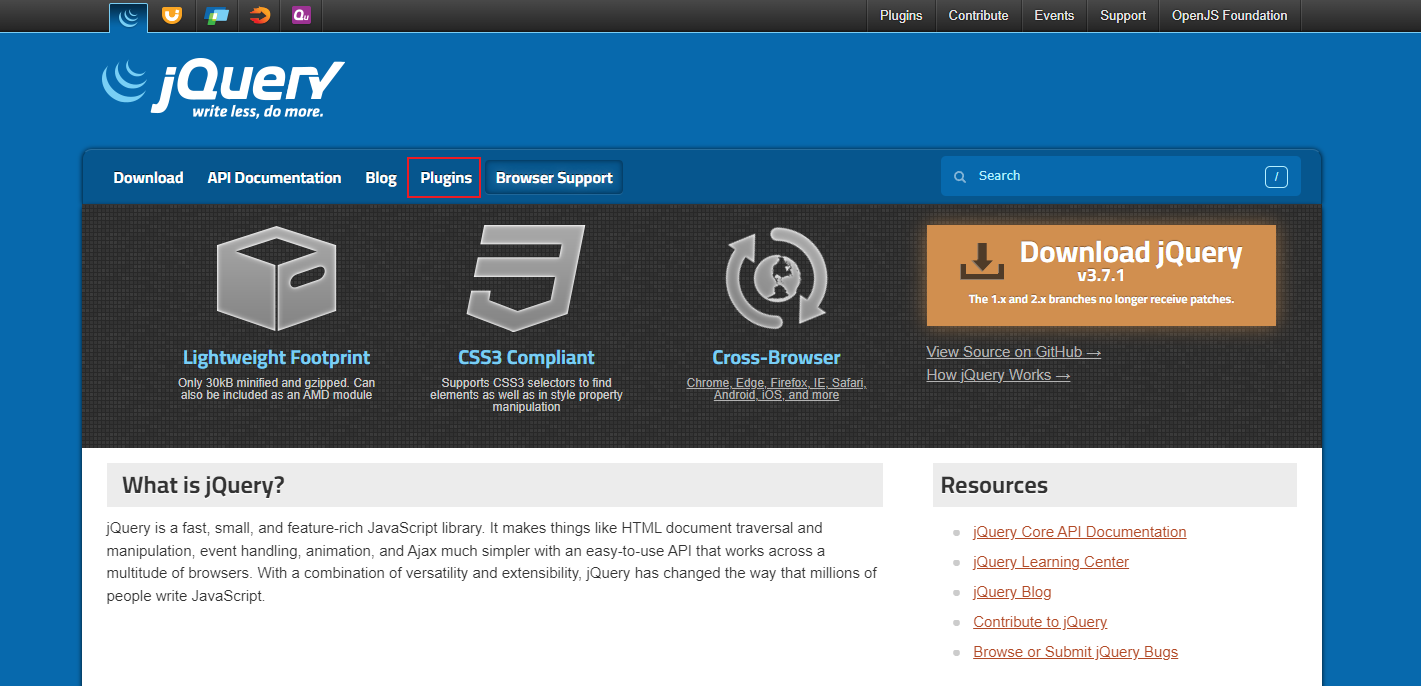 Qu
Plugins Contribute Events Support OpenJS Foundation
jQuery
write less, do more.
Download API Documentation Blog Plugins Browser Support Search /
Lightweight Footprint
Only 30kB minified and gzipped. Can
also be included as an AMD module
CSS3 Compliant
Supports CSS3 selectors to find
elements as well as in style property
manipulation
Cross-Browser
Chrome, Edge, Firefox, IE, Safari,
Android, iOS, and more
Download jQuery
v3.7.1
The 1.x and 2.x branches no longer receive patches.
View Source on GitHub →
How jQuery Works →
What is jQuery?
jQuery is a fast, small, and feature-rich JavaScript library. It makes things like HTML document traversal and
manipulation, event handling, animation, and Ajax much simpler with an easy-to-use API that works across a
multitude of browsers. With a combination of versatility and extensibility, jQuery has changed the way that millions of
people write JavaScript.
Resources
jQuery Core API Documentation
jQuery Learning Center
jQuery Blog
Contribute to jQuery
Browse or Submit jQuery Bugs